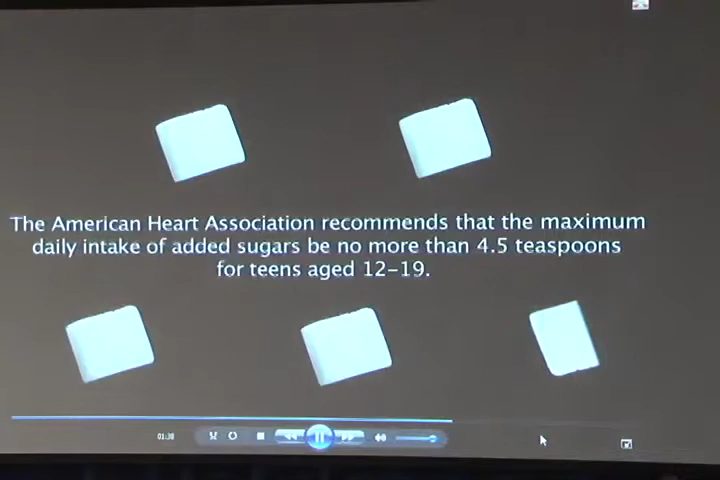 The American Heart Association recommends that the maximum
daily intake of added sugars be no more than 4.5 teaspoons
for teens aged 12-19.
01:38